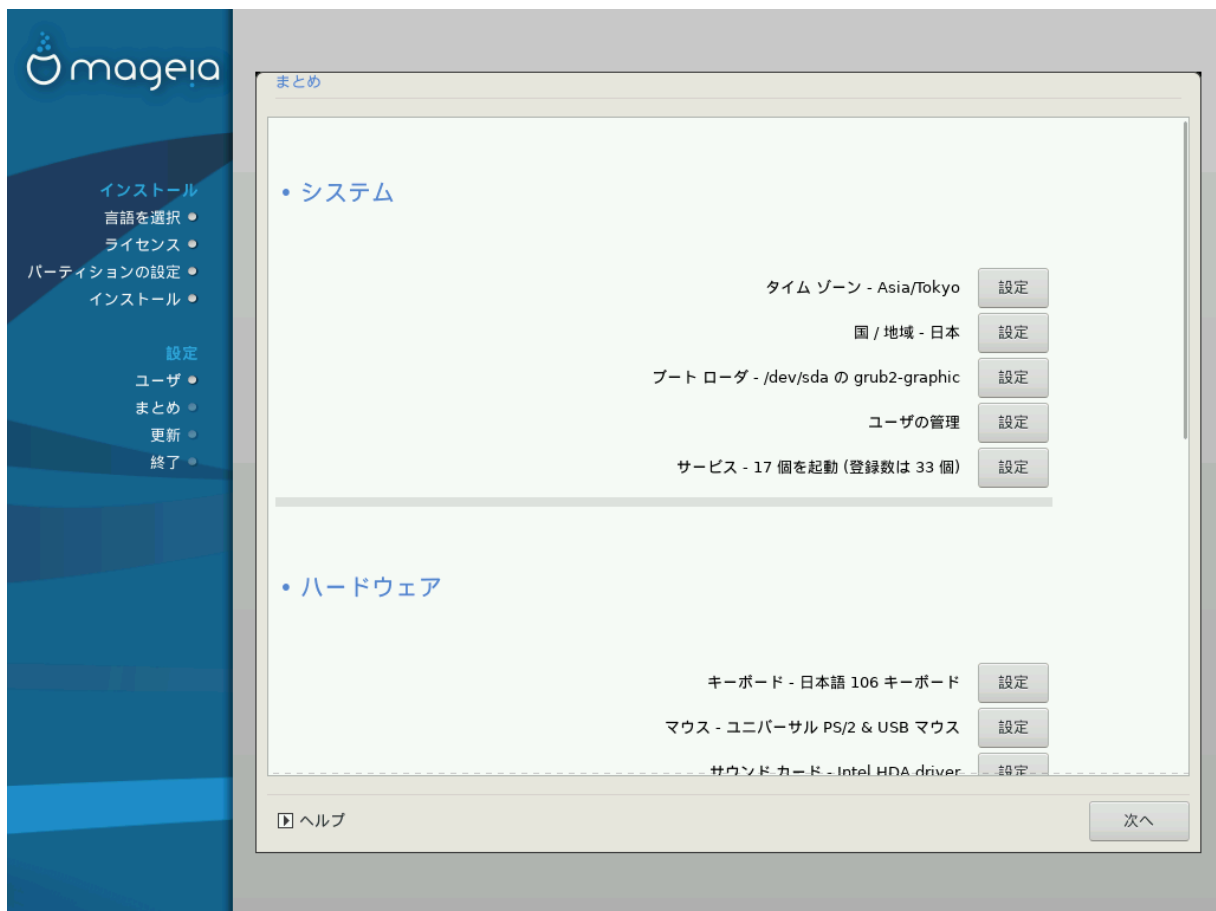 mageia
インストール
言語を選択
ライセンス
パーティションの設定
インストール
設定
ユーザ
まとめ
更新
終了
まとめ
• システム
タイム ゾーン - Asia/Tokyo 設定
国 / 地域 - 日本 設定
ブート ローダ - /dev/sda の grub2-graphic 設定
ユーザの管理 設定
サービス - 17 個を起動 (登録数は 33 個) 設定
• ハードウェア
キーボード - 日本語 106 キーボード 設定
マウス - ユニバーサル PS/2 & USB マウス 設定
サウンド カード - Intel HDA driver 設定
ヘルプ
次へ